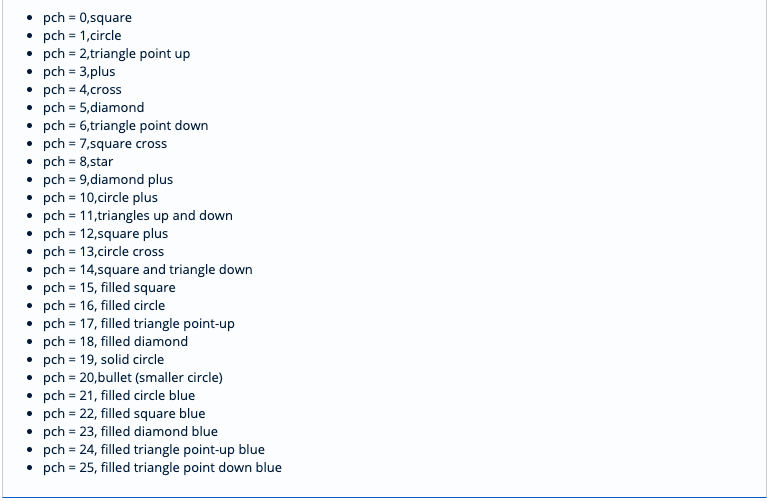 pch = 0,square
pch = 1,circle
pch = 2,triangle point up
pch = 3,plus
pch = 4,cross
pch = 5,diamond
pch = 6,triangle point down
pch = 7,square cross
pch = 8,star
pch = 9,diamond plus
pch = 10,circle plus
pch = 11,triangles up and down
pch = 12,square plus
pch = 13,circle cross
pch = 14,square and triangle down
pch = 15, filled square
pch = 16, filled circle
pch = 17, filled triangle point-up
pch = 18, filled diamond
pch = 19, solid circle
pch = 20,bullet (smaller circle)
pch = 21, filled circle blue
pch = 22, filled square blue
pch = 23, filled diamond blue
pch = 24, filled triangle point-up blue
pch = 25, filled triangle point down blue